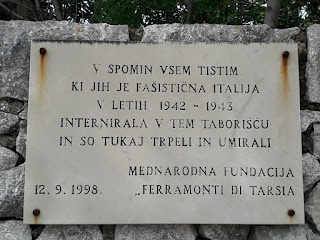 V SPOMIN VSEM TISTIM
KI JIH JE FAŠISTIČNA ITALIJA
V LETIH 1942 - 1943
INTERNIRALA V TEM TABORIŠČU
IN SO TUKAJ TRPELI IN UMIRALI
MEDNARODNA FUNDACIJA
12. 9. 1998. „FERRAMONTI DI TARSIA